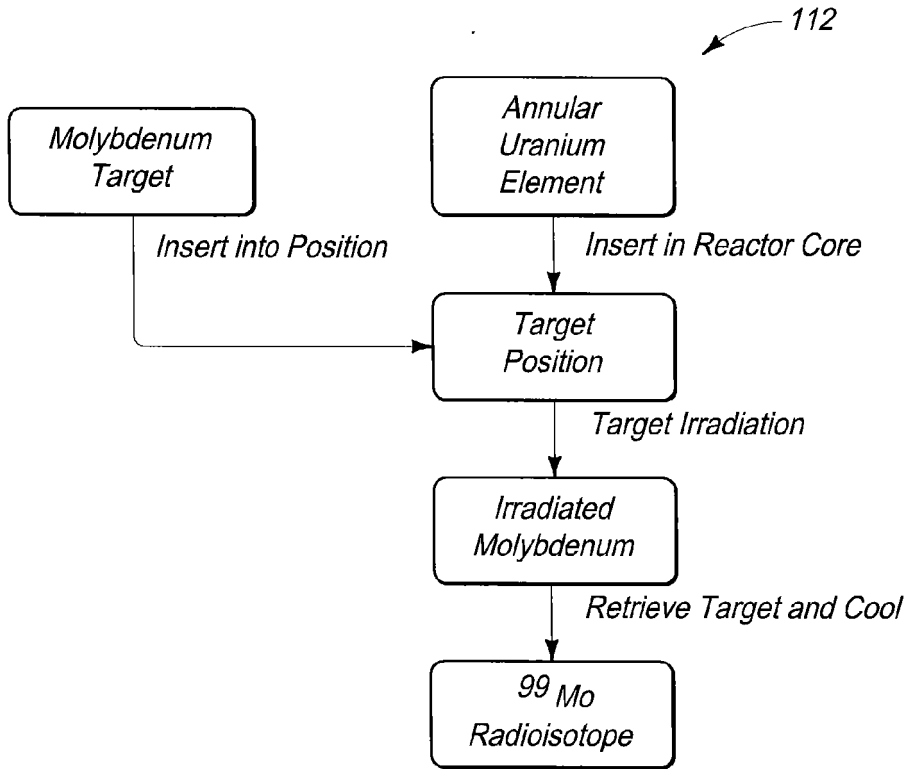 112
Molybdenum
Target
Annular
Uranium
Element
Insert into Position
Insert in Reactor Core
Target
Position
Target Irradiation
Irradiated
Molybdenum
Retrieve Target and Cool
99 Mo
Radioisotope